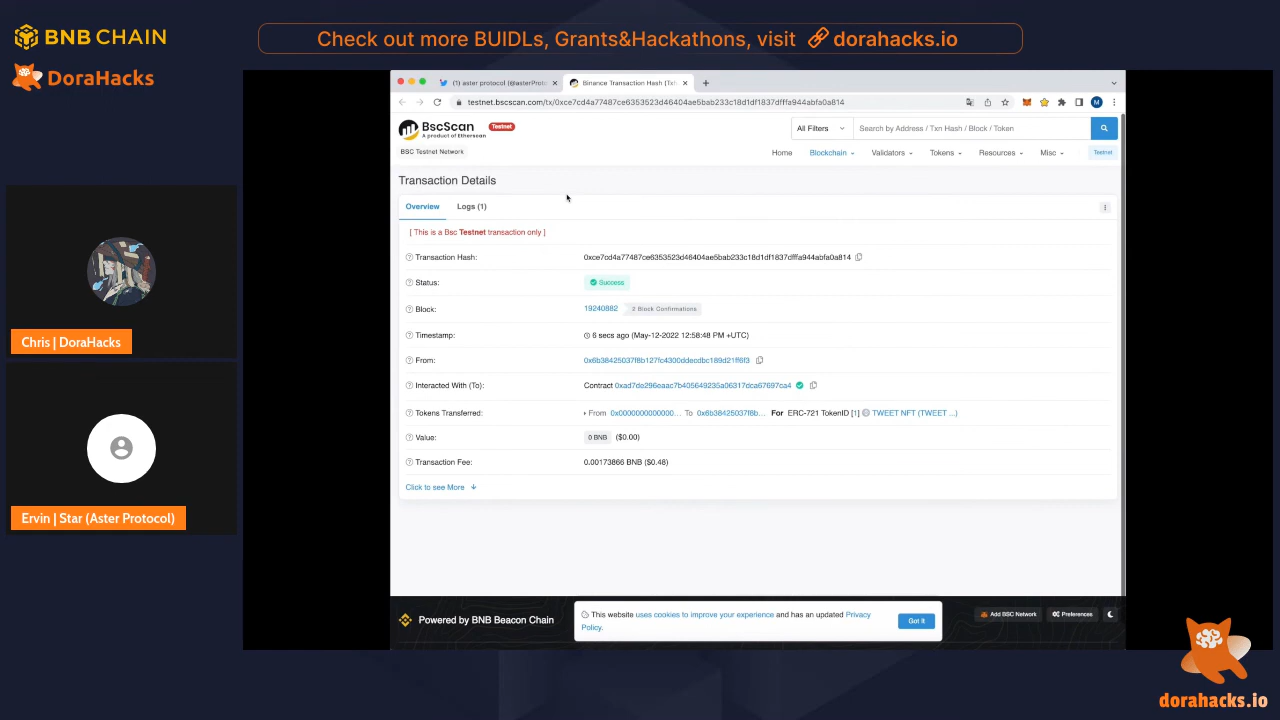 BNB CHAIN
DoraHacks
Check out more BUIDLs, Grants&Hackathons, visit dorahacks.io
(1) aster protocol (@asterProt
Binance Transaction Hash (Txh
testnet.bscscan.com/tx/0xce7cd4a77487ce6353523d46404ae5bab233c18d1df1837dfffa944abfa0a814
M
BscScan
A product of Etherscan
Testnet
All Filters
Search by Address / Txn Hash / Block / Token
BSC Testnet Network
Home Blockchain Validators Tokens Resources Misc Testnet
Transaction Details
Overview Logs (1)
[ This is a Bsc Testnet transaction only ]
Transaction Hash: 0xce7cd4a77487ce6353523d46404ae5bab233c18d1df1837dfffa944abfa0a814
Status: Success
Block: 19240882 2 Block Confirmations
Timestamp: 6 secs ago (May-12-2022 12:58:48 PM +UTC)
From: 0x6b38425037f8b127fc4300ddecdbc189d21ff6f3
Interacted With (To): Contract 0xad7de296eaac7b405649235a06317dca67697ca4
Tokens Transferred: From 0x0000000000000... To 0x6b38425037f8b... For ERC-721 TokenID [1] TWEET NFT (TWEET ...)
Value: 0 BNB ($0.00)
Transaction Fee: 0.00173866 BNB ($0.48)
Click to see More
Powered by BNB Beacon Chain
This website uses cookies to improve your experience and has an updated Privacy
Policy.
Got It
Add BSC Network
Preferences
Chris | DoraHacks
Ervin | Star (Aster Protocol)
dorahacks.io